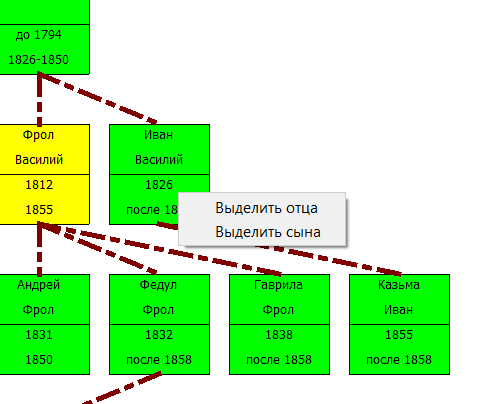 до 1794
1826-1850
Фрол
Василий
1812
1855
Иван
Василий
1826
после
Выделить отца
Выделить сына
Андрей
Фрол
1831
1850
Федул
Фрол
1832
после 1858
Гаврила
Фрол
1838
после 1858
Казьма
Иван
1855
после 1858